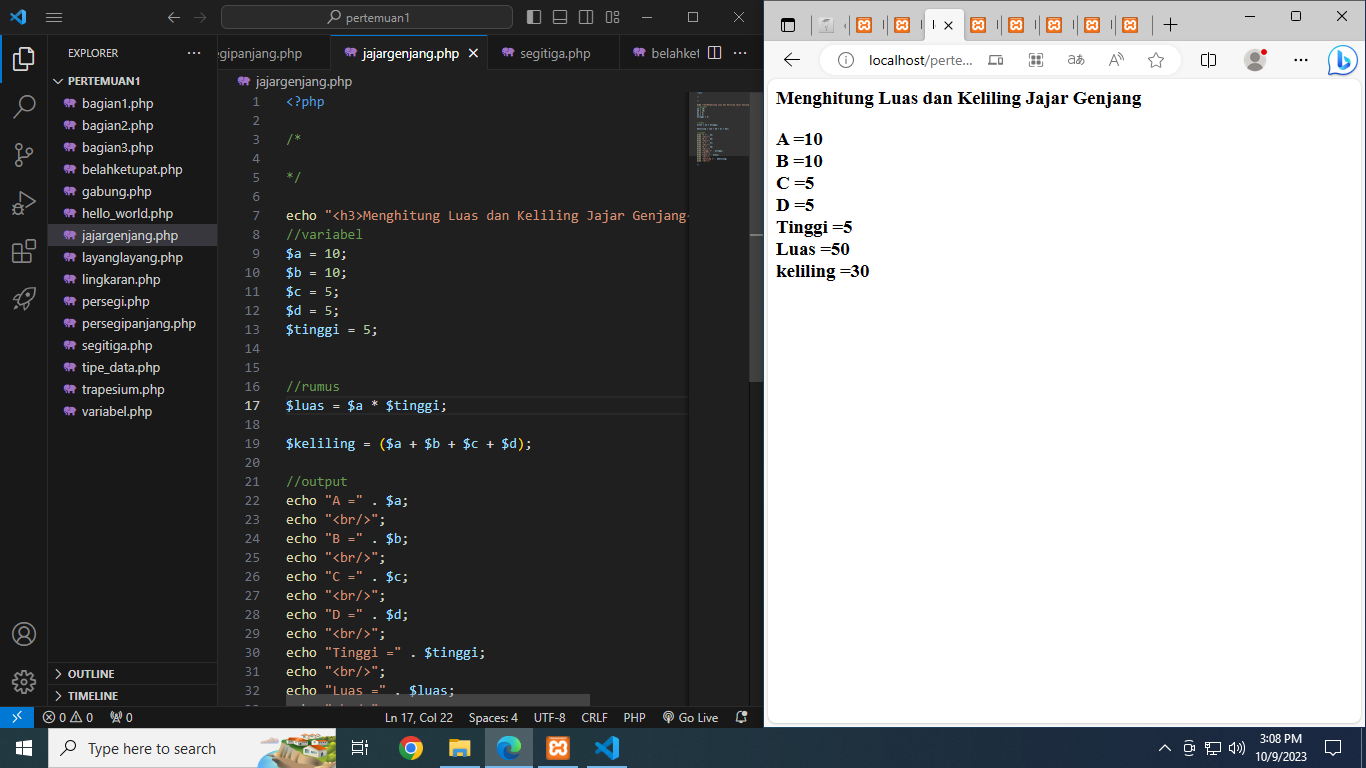 pertemuan1
EXPLORER
PERTEMUAN1
bagian1.php
bagian2.php
bagian3.php
belahketupat.php
gabung.php
hello_world.php
jajargenjang.php
layanglayang.php
lingkaran.php
persegi.php
persegipanjang.php
segitiga.php
tipe_data.php
trapesium.php
variabel.php
OUTLINE
TIMELINE
egipanjang.php jajargenjang.php segitiga.php belahket
jajargenjang.php
1 <?php
2
3 /*
4
5 */
6
7 echo "<h3>Menghitung Luas dan Keliling Jajar Genjang
8 //variabel
9 $a = 10;
10 $b = 10;
11 $c = 5;
12 $d = 5;
13 $tinggi = 5;
14
15
16 //rumus
17 $luas = $a * $tinggi;
18
19 $keliling = ($a + $b + $c + $d);
20
21 //output
22 echo "A =" . $a;
23 echo "<br/>";
24 echo "B =" . $b;
25 echo "<br/>";
26 echo "C =" . $c;
27 echo "<br/>";
28 echo "D =" . $d;
29 echo "<br/>";
30 echo "Tinggi =" . $tinggi;
31 echo "<br/>";
32 echo "Luas =" . $luas;
0 0 0 Ln 17, Col 22 Spaces: 4 UTF-8 CRLF PHP Go Live
localhost/perte...
Menghitung Luas dan Keliling Jajar Genjang
A =10
B =10
C =5
D =5
Tinggi =5
Luas =50
keliling =30
Type here to search
3:08 PM
10/9/2023